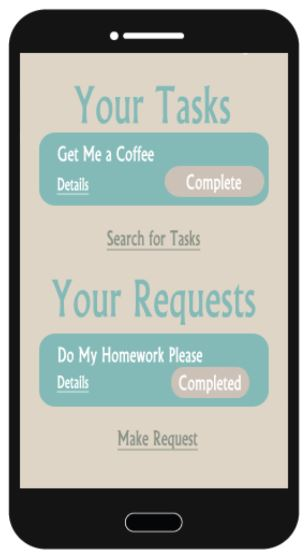 Your Tasks
Get Me a Coffee
Details
Complete
Search for Tasks
Your Requests
Do My Homework Please
Details
Completed
Make Request